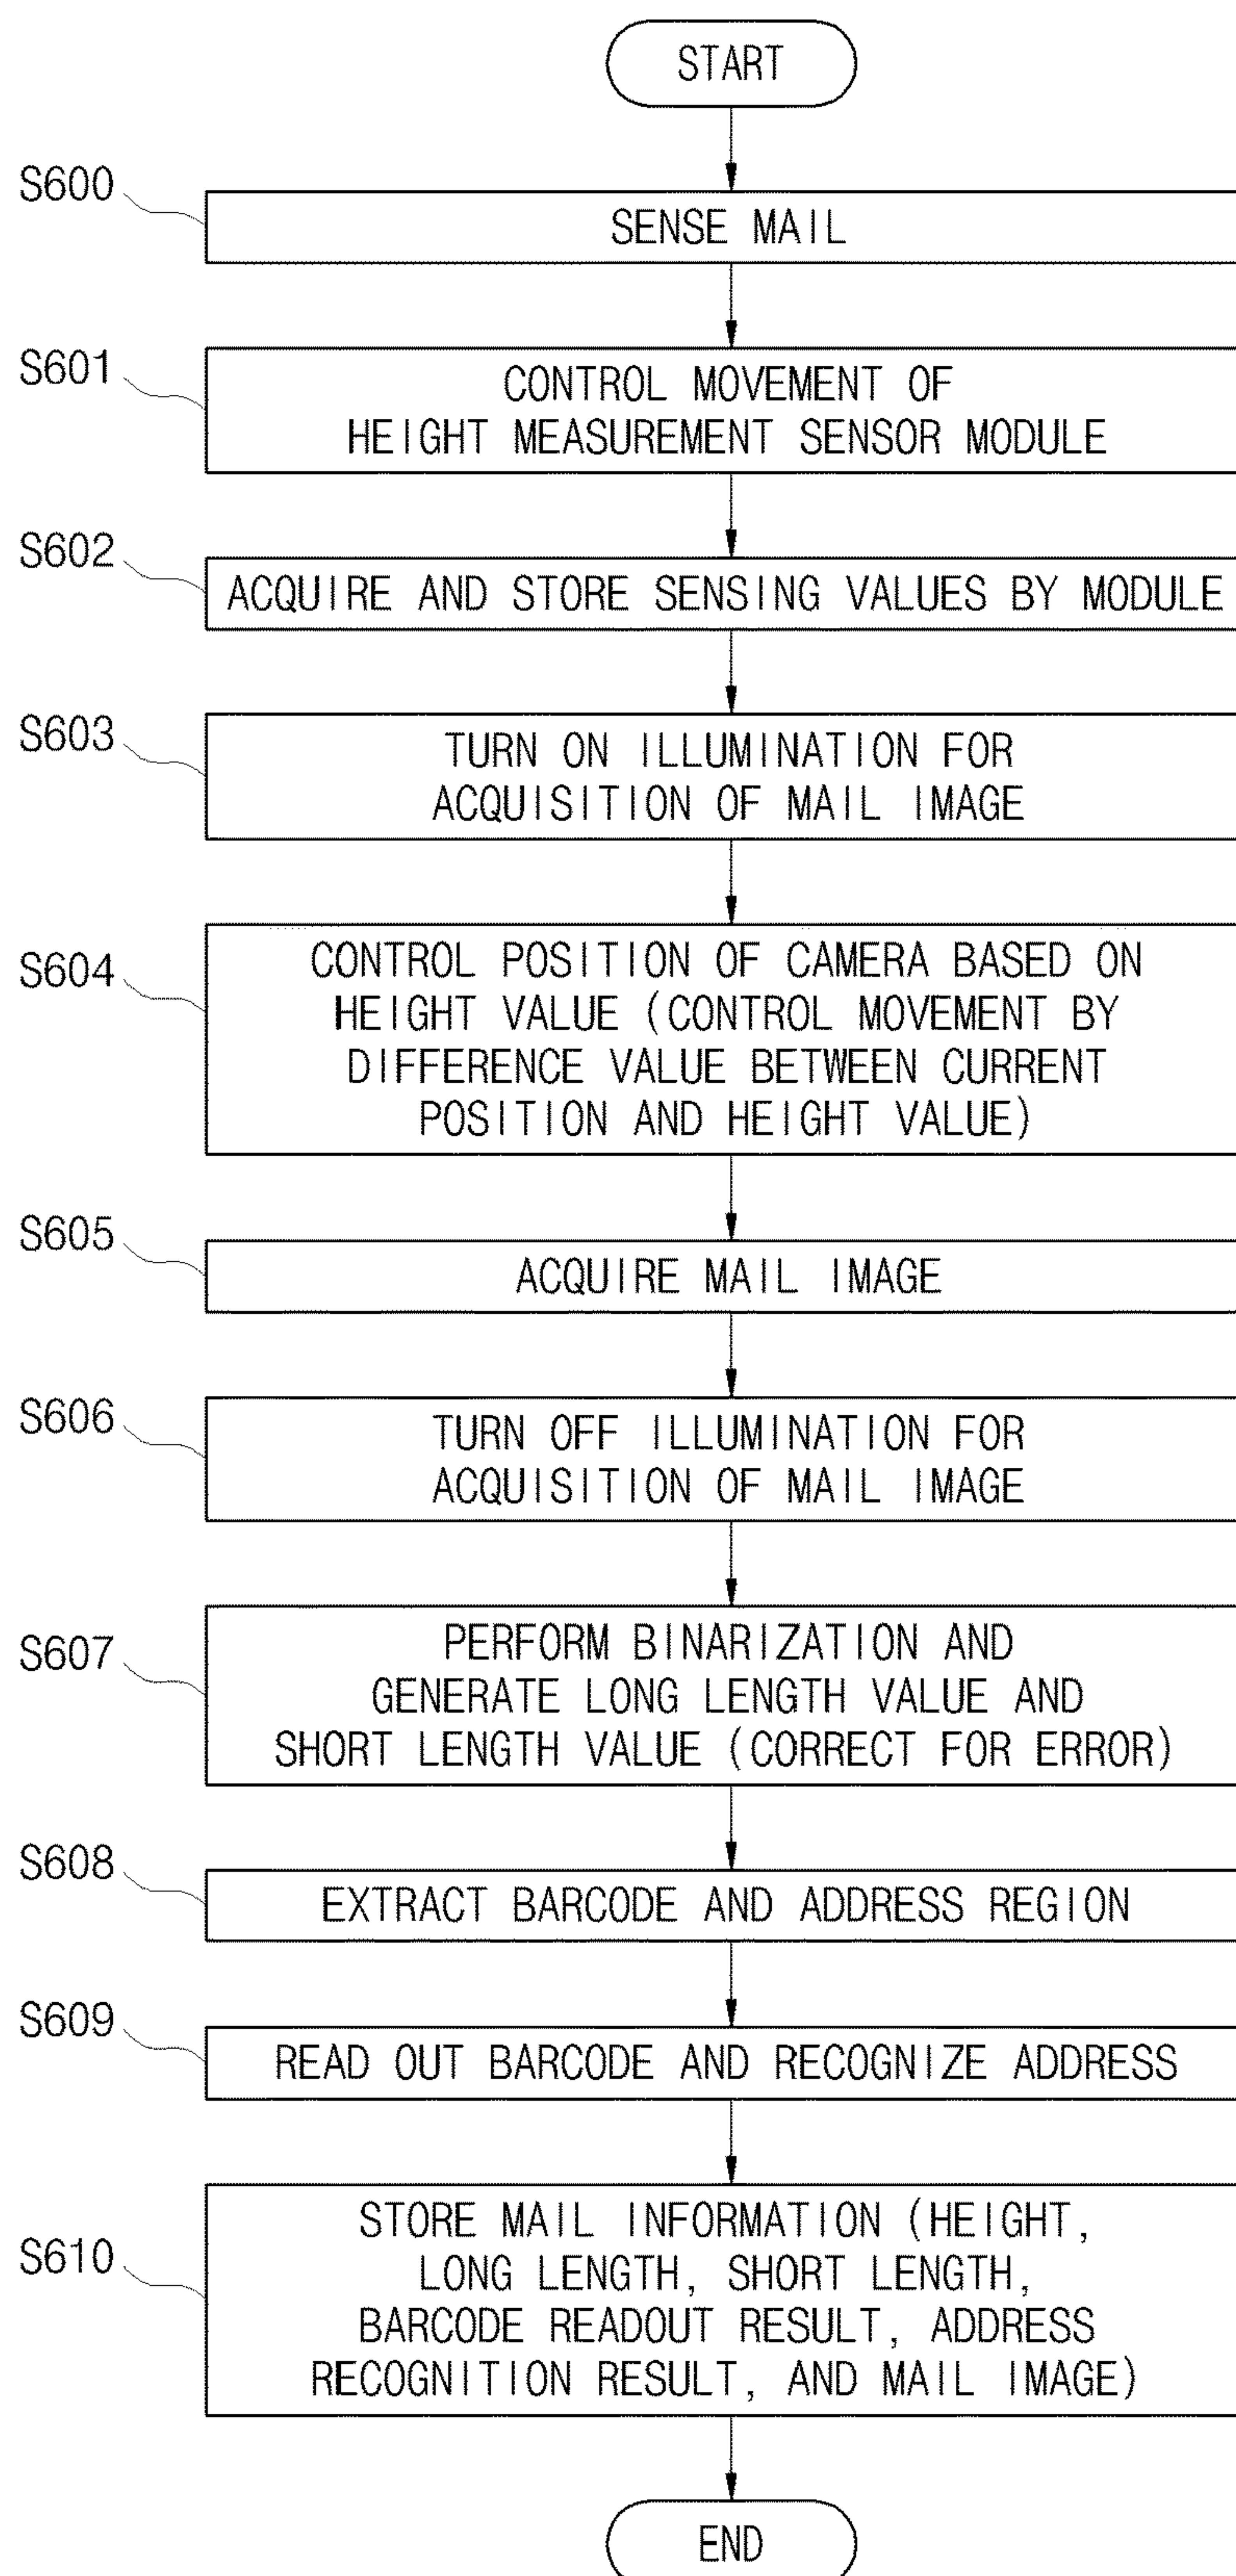 START
S600
SENSE MAIL
S601
CONTROL MOVEMENT OF
HEIGHT MEASUREMENT SENSOR MODULE
S602
ACQUIRE AND STORE SENSING VALUES BY MODULE
S603
TURN ON ILLUMINATION FOR
ACQUISITION OF MAIL IMAGE
S604
CONTROL POSITION OF CAMERA BASED ON
HEIGHT VALUE (CONTROL MOVEMENT BY
DIFFERENCE VALUE BETWEEN CURRENT
POSITION AND HEIGHT VALUE)
S605
ACQUIRE MAIL IMAGE
S606
TURN OFF ILLUMINATION FOR
ACQUISITION OF MAIL IMAGE
S607
PERFORM BINARIZATION AND
GENERATE LONG LENGTH VALUE AND
SHORT LENGTH VALUE (CORRECT FOR ERROR)
S608
EXTRACT BARCODE AND ADDRESS REGION
S609
READ OUT BARCODE AND RECOGNIZE ADDRESS
S610
STORE MAIL INFORMATION (HEIGHT,
LONG LENGTH, SHORT LENGTH,
BARCODE READOUT RESULT, ADDRESS
RECOGNITION RESULT, AND MAIL IMAGE)
END